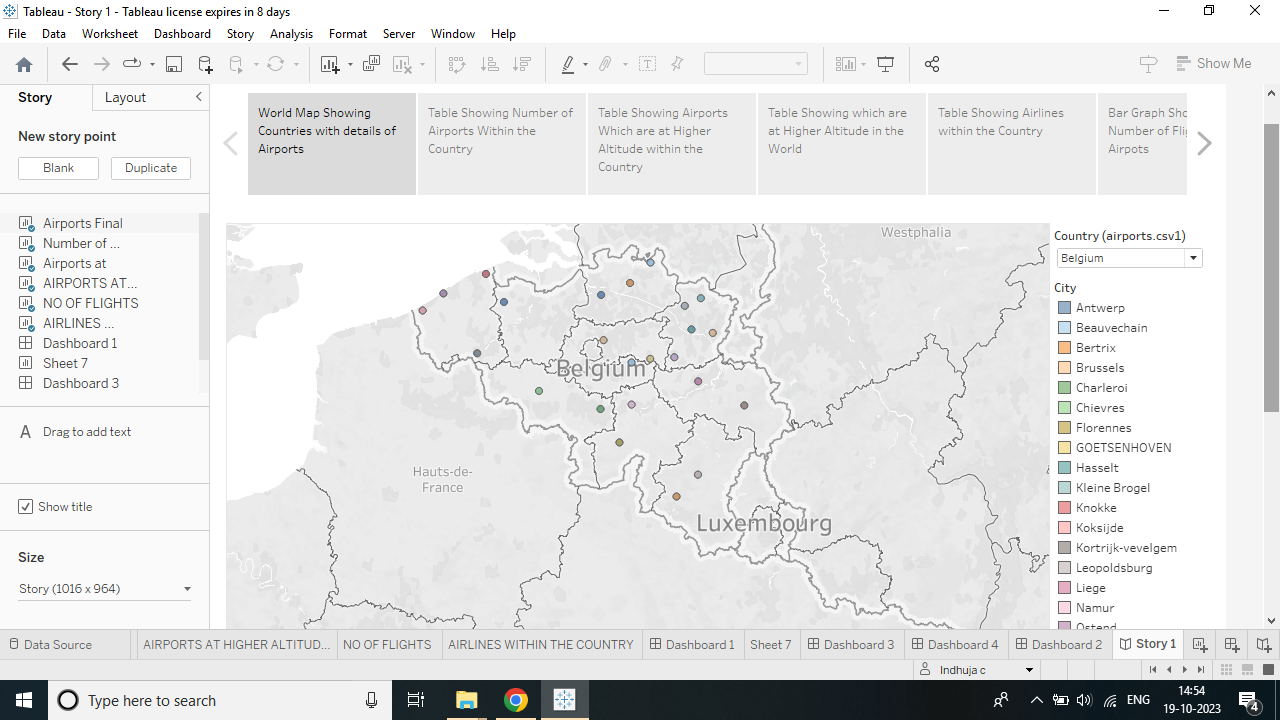 Tableau - Story 1 - Tableau license expires in 8 days
File Data Worksheet Dashboard Story Analysis Format Server Window Help
Show Me
Story Layout
New story point
Blank Duplicate
Airports Final
Number of ...
Airports at
AIRPORTS AT...
NO OF FLIGHTS
AIRLINES ...
Dashboard 1
Sheet 7
Dashboard 3
A Drag to add text
Show title
Size
Story (1016 x 964)
World Map Showing
Countries with details of
Airports
Table Showing Number of
Airports Within the
Country
Table Showing Airports
Which are at Higher
Altitude within the
Country
Table Showing which are
at Higher Altitude in the
World
Table Showing Airlines
within the Country
Bar Graph Sho
Number of Flig
Airpots
Westphalia
Belgium
Hauts-de-
France
Luxembourg
Country (airports.csv1)
Belgium
City
Antwerp
Beauvechain
Bertrix
Brussels
Charleroi
Chievres
Florennes
GOETSENHOVEN
Hasselt
Kleine Brogel
Knokke
Koksijde
Kortrijk-vevelgem
Leopoldsburg
Liege
Namur
Ostend
Data Source AIRPORTS AT HIGHER ALTITUD... NO OF FLIGHTS AIRLINES WITHIN THE COUNTRY Dashboard 1 Sheet 7 Dashboard 3 Dashboard 4 Dashboard 2 Story 1
Indhuja c
Type here to search
ENG
14:54
19-10-2023
4